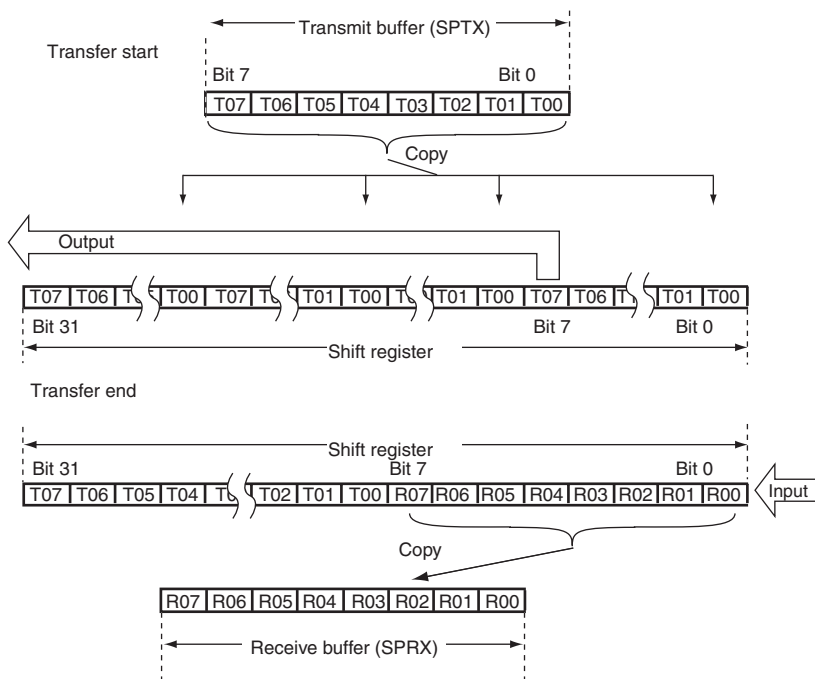 Transmit buffer (SPTX)
Transfer start
Bit 7 Bit 0
T07 T06 T05 T04 T03 T02 T01 T00
Copy
Output
T07 T06 T00 T07 T01 T00 T01 T00 T07 T06 T01 T00
Bit 31 Bit 7 Bit 0
Shift register
Transfer end
Shift register
Bit 31 Bit 7 Bit 0
T07 T06 T05 T04 T02 T01 T00 R07 R06 R05 R04 R03 R02 R01 R00
Input
Copy
R07 R06 R05 R04 R03 R02 R01 R00
Receive buffer (SPRX)